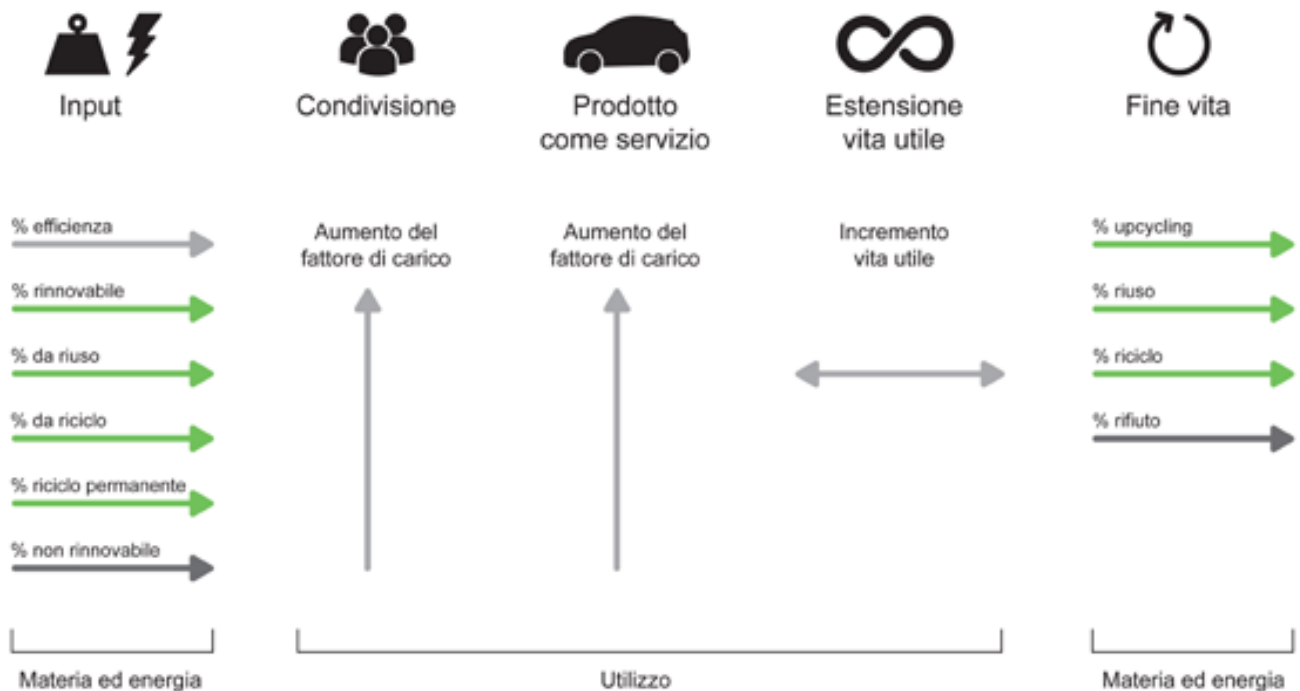 Input
Condivisione
Prodotto
come servizio
Estensione
vita utile
Fine vita
% efficienza
% rinnovabile
% da riuso
% da riciclo
% riciclo permanente
% non rinnovabile
Aumento del
fattore di carico
Aumento del
fattore di carico
Incremento
vita utile
% upcycling
% riuso
% riciclo
% rifiuto
Materia ed energia
Utilizzo
Materia ed energia